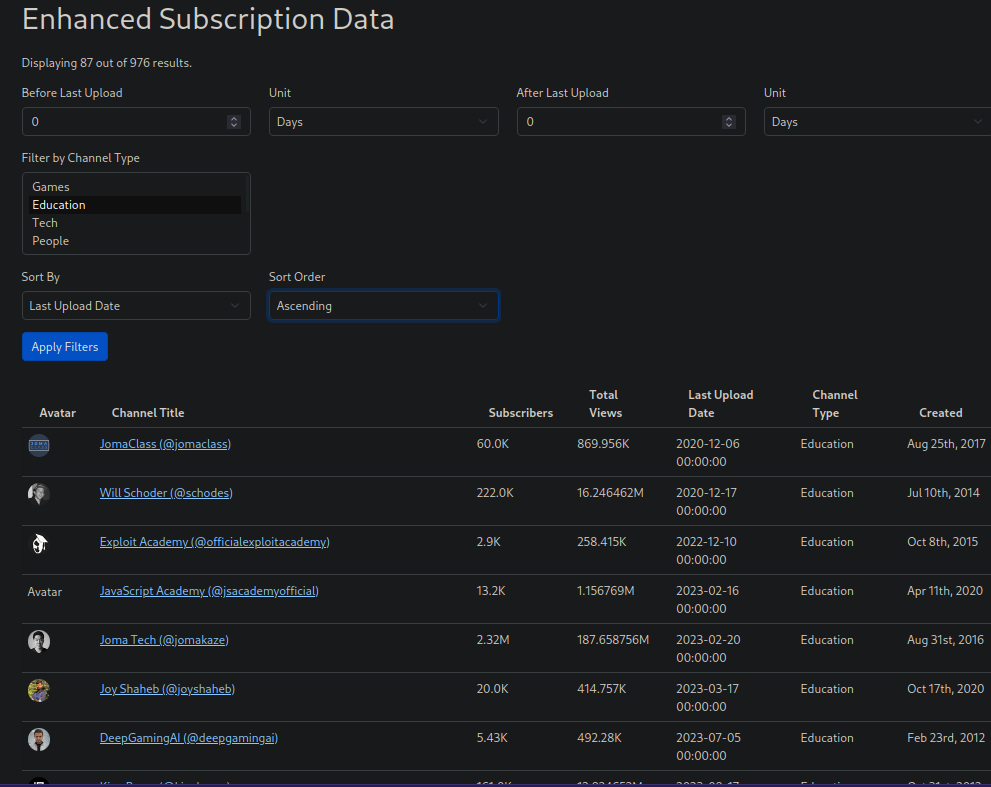 Enhanced Subscription Data
Displaying 87 out of 976 results.
Before Last Upload
Unit
After Last Upload
Unit
0
Days
0
Days
Filter by Channel Type
Games
Education
Tech
People
Sort By
Sort Order
Last Upload Date
Ascending
Apply Filters
Avatar Channel Title Subscribers Total Views Last Upload Date Channel Type Created
JomaClass (@jomaclass) 60.0K 869.956K 2020-12-06 00:00:00 Education Aug 25th, 2017
Will Schoder (@schodes) 222.0K 16.246462M 2020-12-17 00:00:00 Education Jul 10th, 2014
Exploit Academy (@officialexploitacademy) 2.9K 258.415K 2022-12-10 00:00:00 Education Oct 8th, 2015
Avatar JavaScript Academy (@jsacademyofficial) 13.2K 1.156769M 2023-02-16 00:00:00 Education Apr 11th, 2020
Joma Tech (@jomakaze) 2.32M 187.658756M 2023-02-20 00:00:00 Education Aug 31st, 2016
Joy Shaheb (@joyshaheb) 20.0K 414.757K 2023-03-17 00:00:00 Education Oct 17th, 2020
DeepGamingAI (@deepgamingai) 5.43K 492.28K 2023-07-05 00:00:00 Education Feb 23rd, 2012